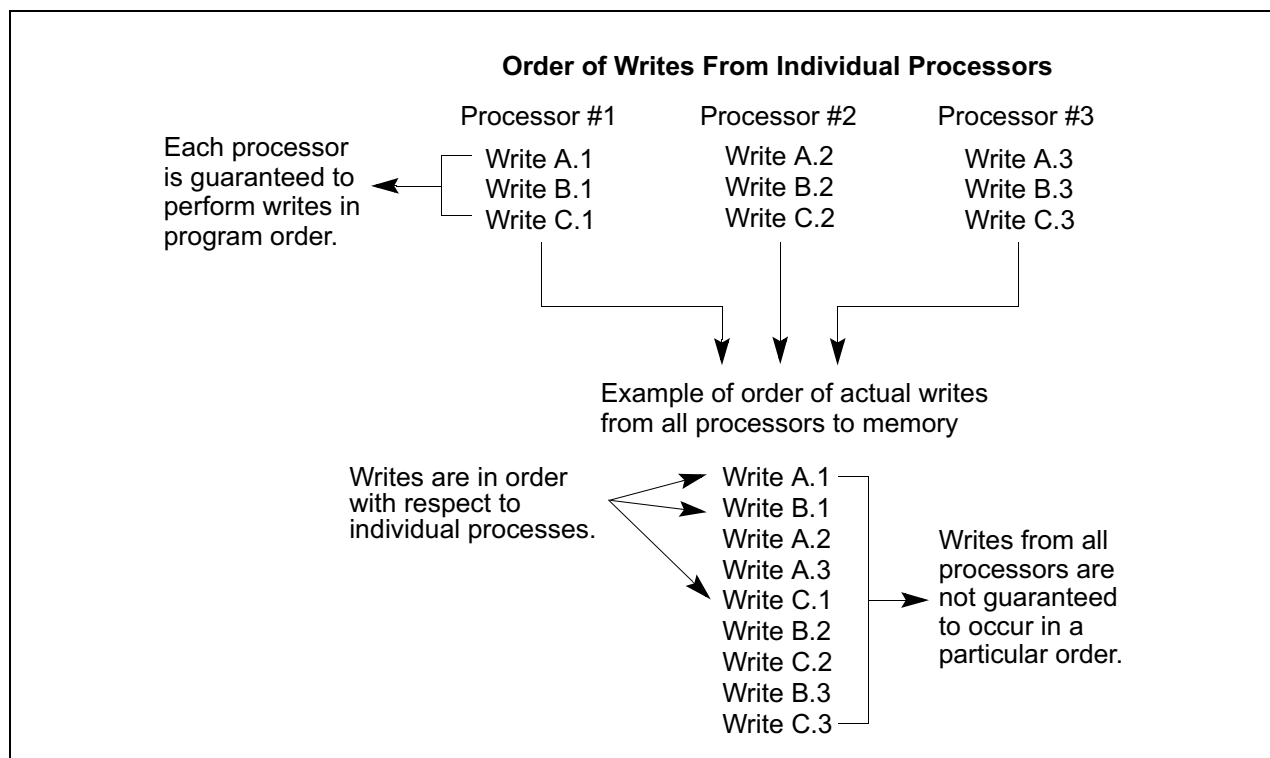 Order of Writes From Individual Processors
Processor #1
Processor #2
Processor #3
Each processor
is guaranteed to
perform writes in
program order.
Write A.1
Write B.1
Write C.1
Write A.2
Write B.2
Write C.2
Write A.3
Write B.3
Write C.3
Example of order of actual writes
from all processors to memory
Writes are in order
with respect to
individual processes.
Write A.1
Write B.1
Write A.2
Write A.3
Write C.1
Write B.2
Write C.2
Write B.3
Write C.3
Writes from all
processors are
not guaranteed
to occur in a
particular order.